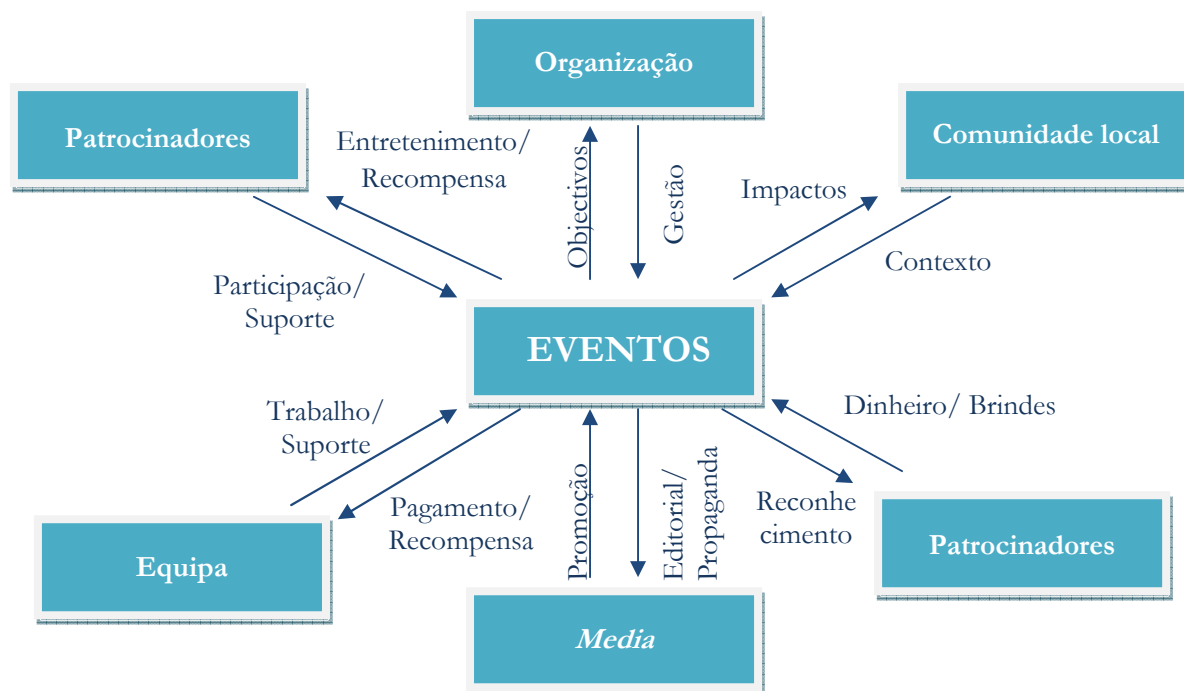 Organização
Patrocinadores
Comunidade local
Entretenimento/
Recompensa
Objectivos
Gestão
Impactos
Contexto
Participação/
Suporte
EVENTOS
Trabalho/
Suporte
Dinheiro/ Brindes
Pagamento/
Recompensa
Promoção
Editorial/
Propaganda
Reconhe
cimento
Equipa
Patrocinadores
Media